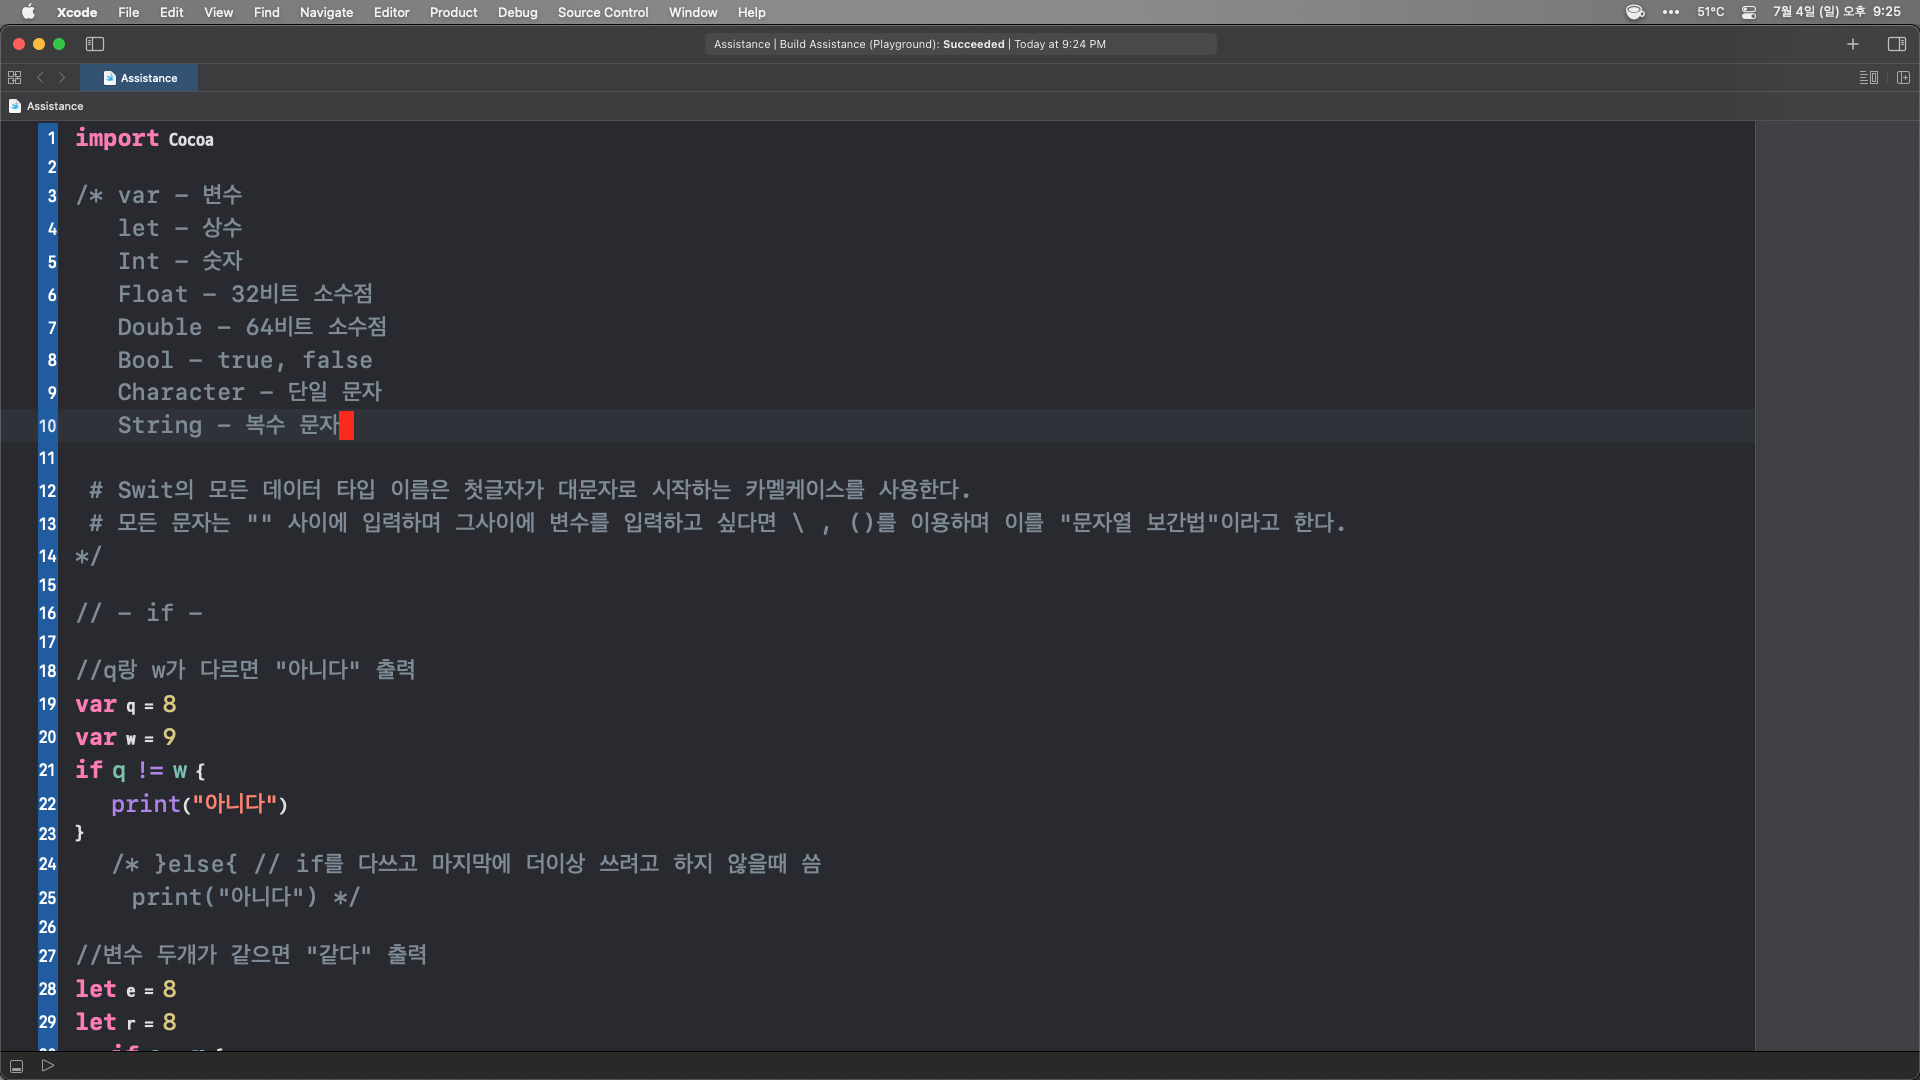 Xcode File Edit View Find Navigate Editor Product Debug Source Control Window Help ••• 51°C 7월 4일 (일) 오후 9:25
Assistance | Build Assistance (Playground): Succeeded | Today at 9:24 PM
Assistance
Assistance
1 import Cocoa
2
3 /* var - 변수
4 let - 상수
5 Int - 숫자
6 Float - 32비트 소수점
7 Double - 64비트 소수점
8 Bool - true, false
9 Character - 단일 문자
10 String - 복수 문자
11
12 # Swit의 모든 데이터 타입 이름은 첫글자가 대문자로 시작하는 카멜케이스를 사용한다.
13 # 모든 문자는 "" 사이에 입력하며 그사이에 변수를 입력하고 싶다면 \ , ()를 이용하며 이를 "문자열 보간법"이라고 한다.
14 */
15
16 // - if -
17
18 //q랑 w가 다르면 "아니다" 출력
19 var q = 8
20 var w = 9
21 if q != w {
22 print("아니다")
23 }
24 /* }else{ // if를 다쓰고 마지막에 더이상 쓰려고 하지 않을때 씀
25 print("아니다") */
26
27 //변수 두개가 같으면 "같다" 출력
28 let e = 8
29 let r = 8